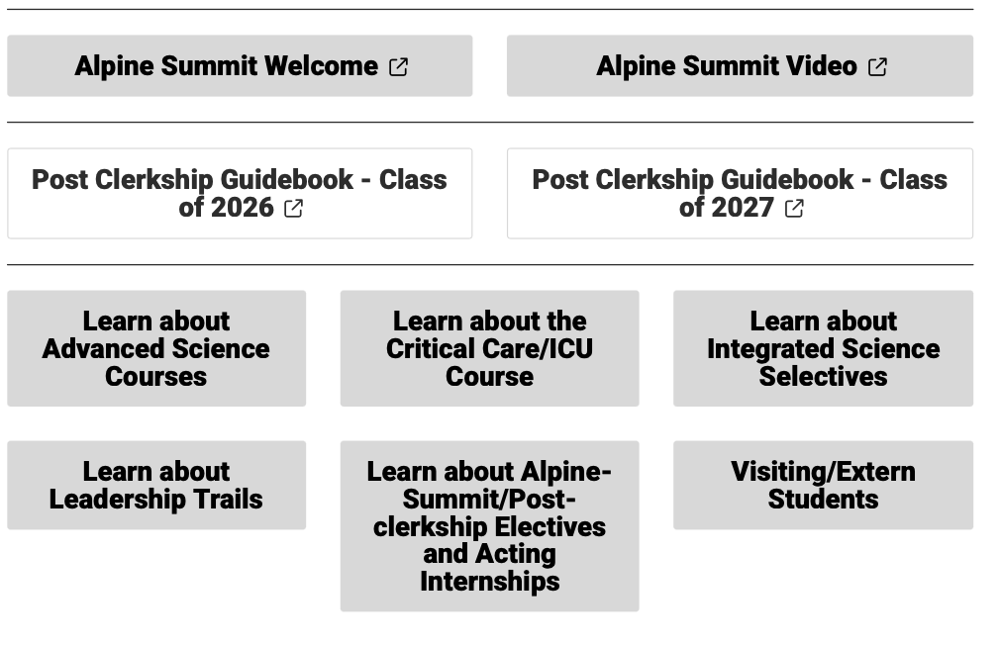 Alpine Summit Welcome
Alpine Summit Video
Post Clerkship Guidebook - Class
of 2026
Post Clerkship Guidebook - Class
of 2027
Learn about
Advanced Science
Courses
Learn about the
Critical Care/ICU
Course
Learn about
Integrated Science
Selectives
Learn about
Leadership Trails
Learn about Alpine-
Summit/Post-
clerkship Electives
and Acting
Internships
Visiting/Extern
Students